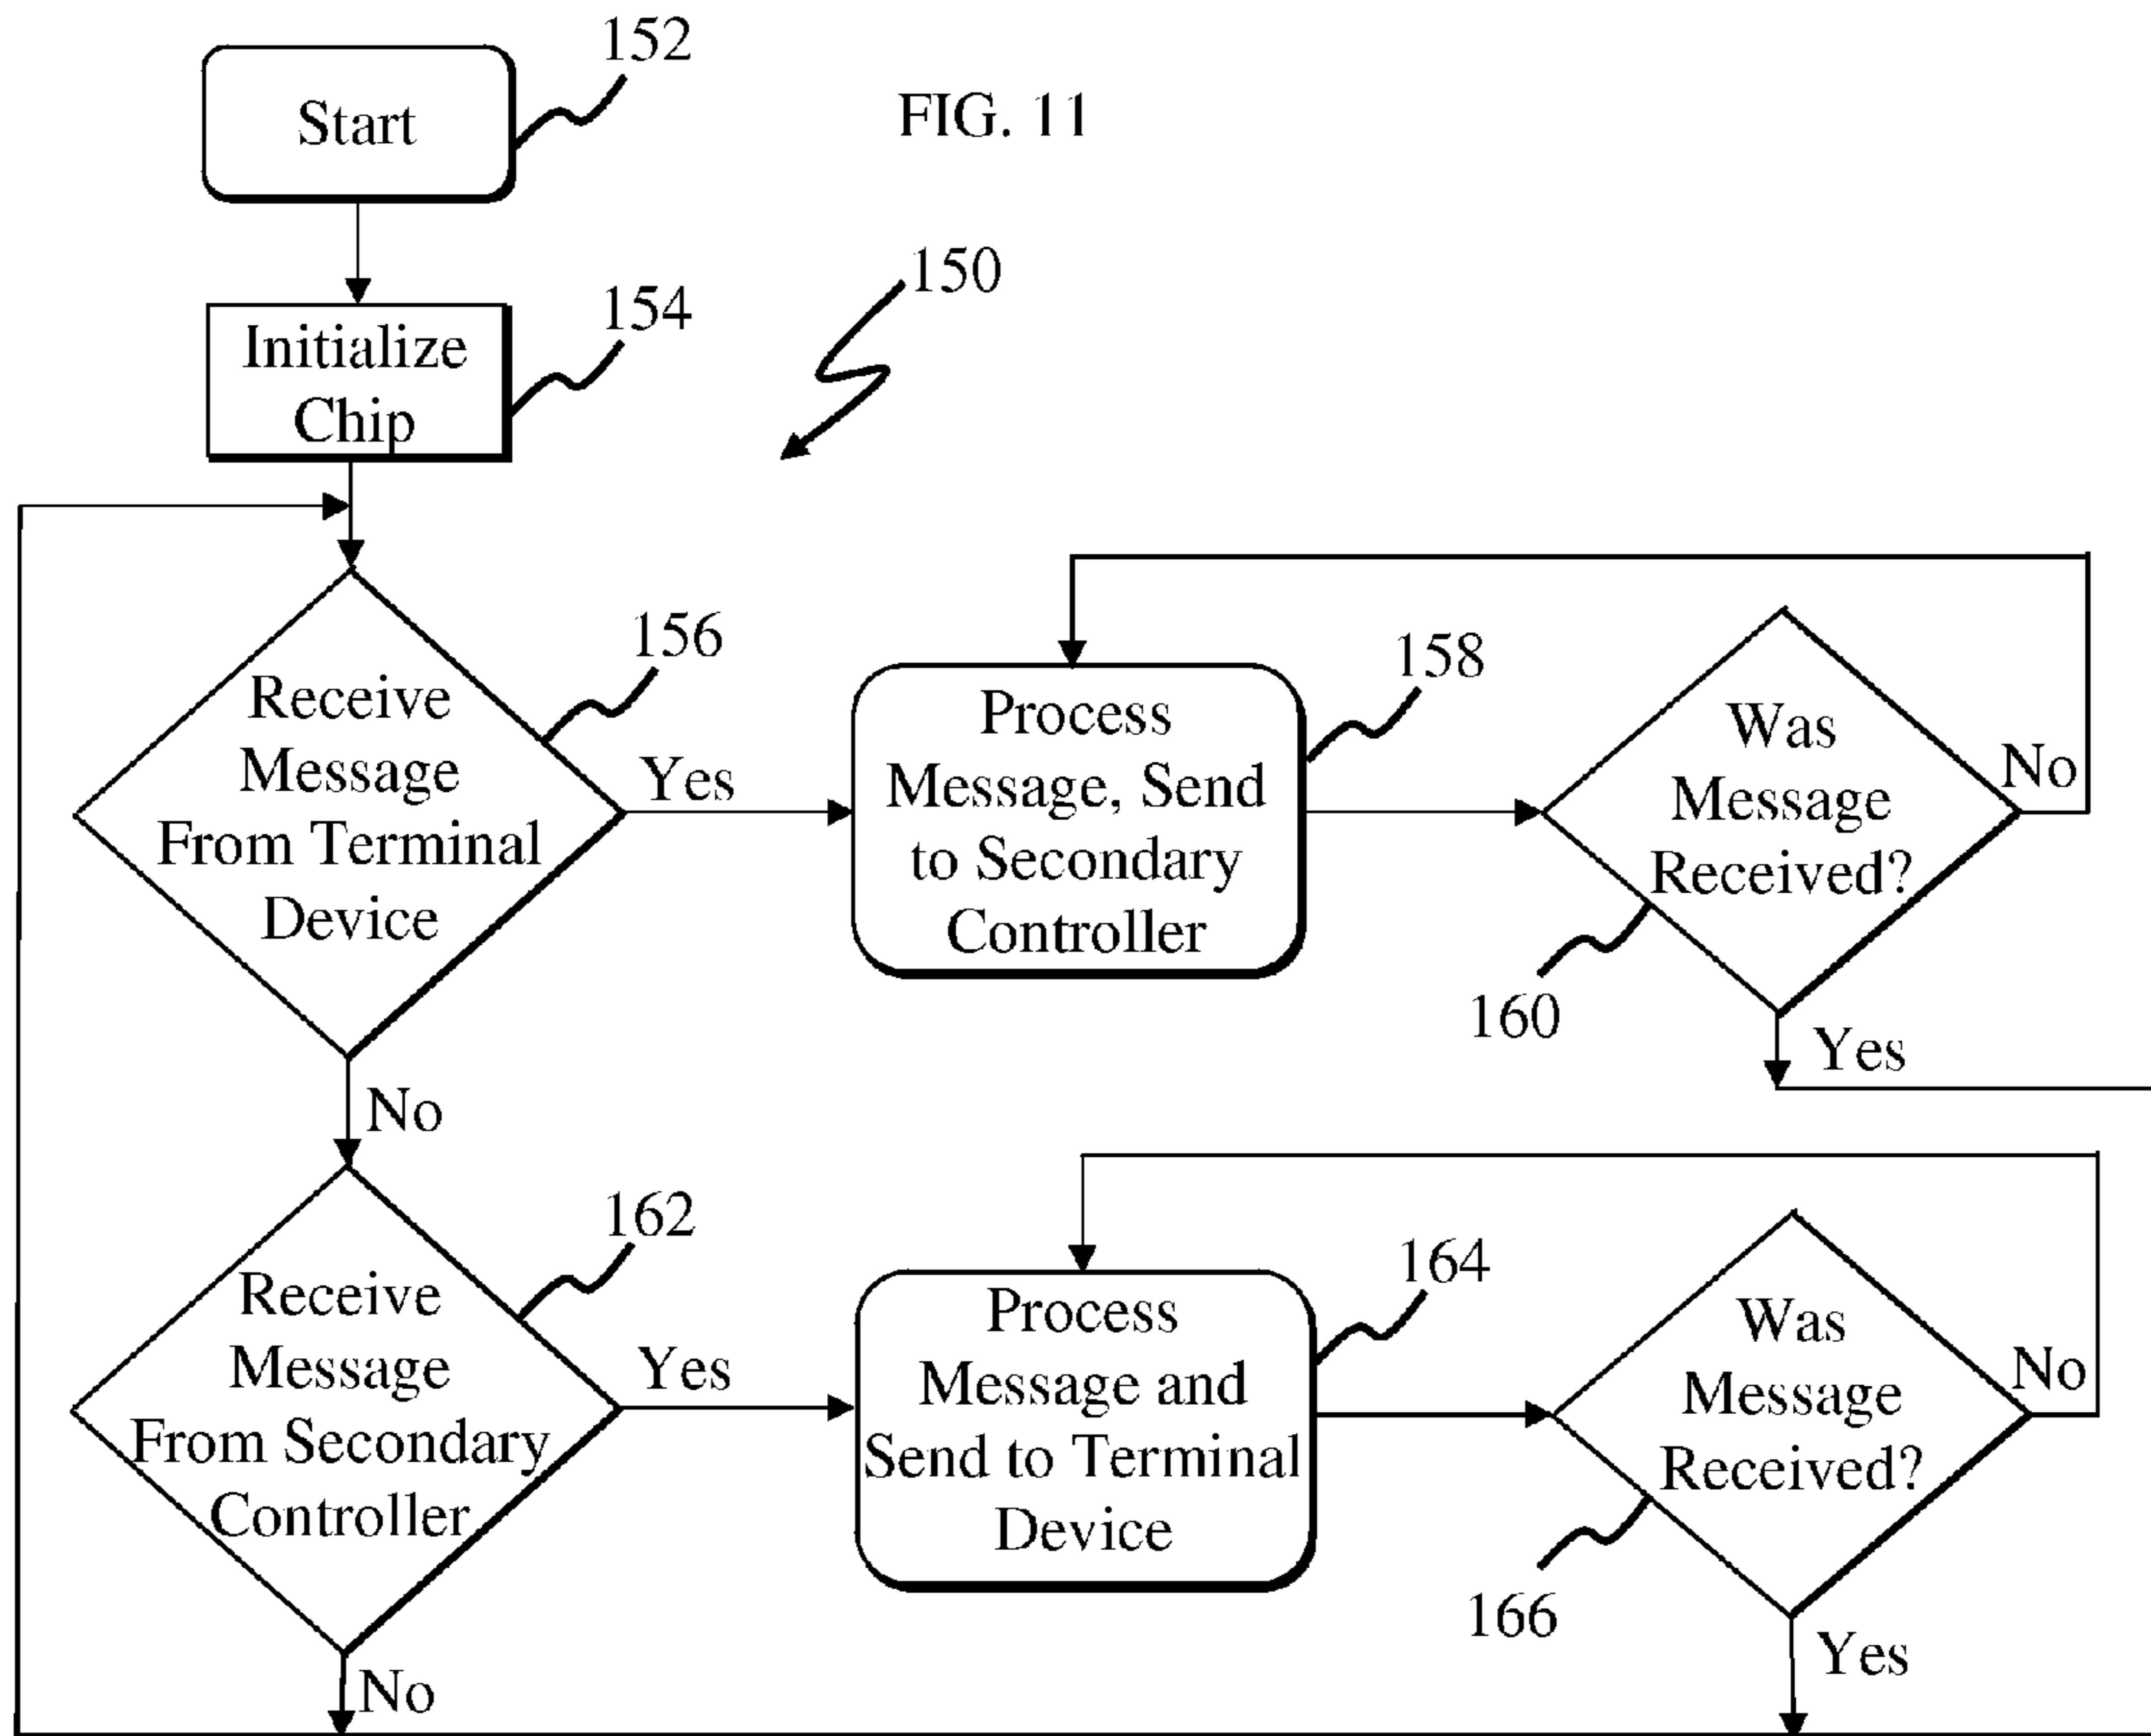 152
Start
FIG. 11
150
154
Initialize
Chip
156
Receive
Message
From Terminal
Device
Yes
158
Process
Message, Send
to Secondary
Controller
Was
Message
Received?
No
160
Yes
No
162
Receive
Message
From Secondary
Controller
Yes
164
Process
Message and
Send to Terminal
Device
Was
Message
Received?
No
166
Yes
No